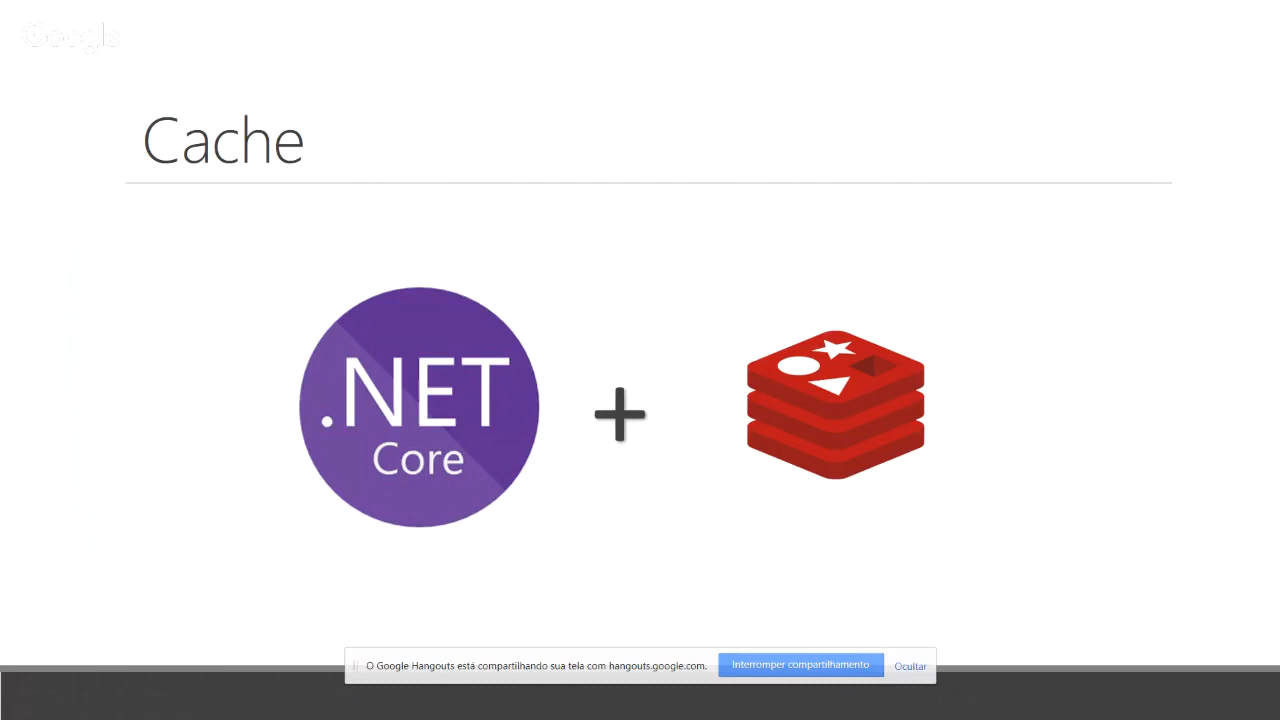 Google
Cache
.NET
Core
+
O Google Hangouts está compartilhando sua tela com hangouts.google.com.
Interromper compartilhamento
Ocultar